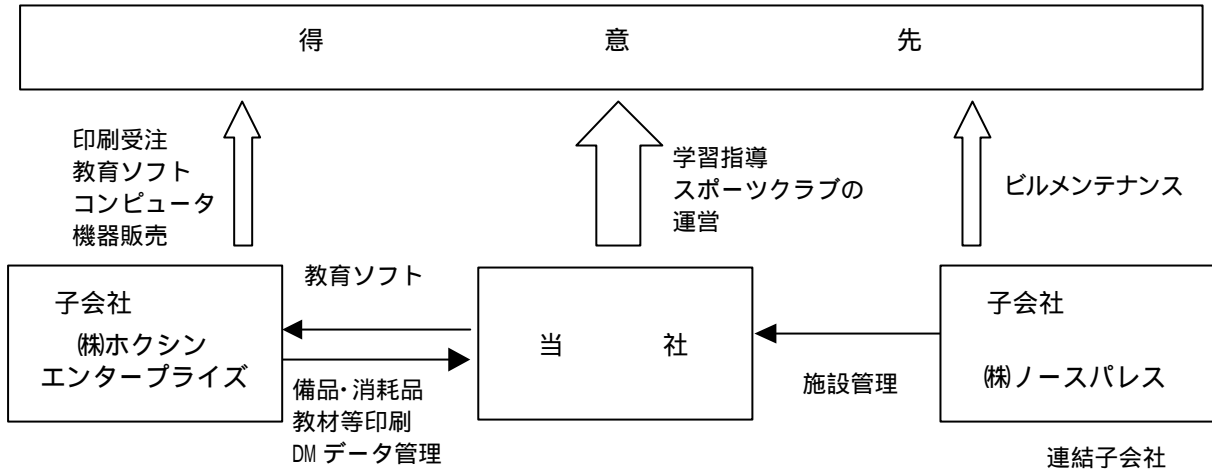 得 意 先
印刷受注
教育ソフト
コンピュータ
機器販売
学習指導
スポーツクラブの
運営
ビルメンテナンス
子会社
㈱ホクシン
エンタープライズ
教育ソフト
備品・消耗品
教材等印刷
DMデータ管理
当 社
施設管理
子会社
㈱ノースパレス
連結子会社